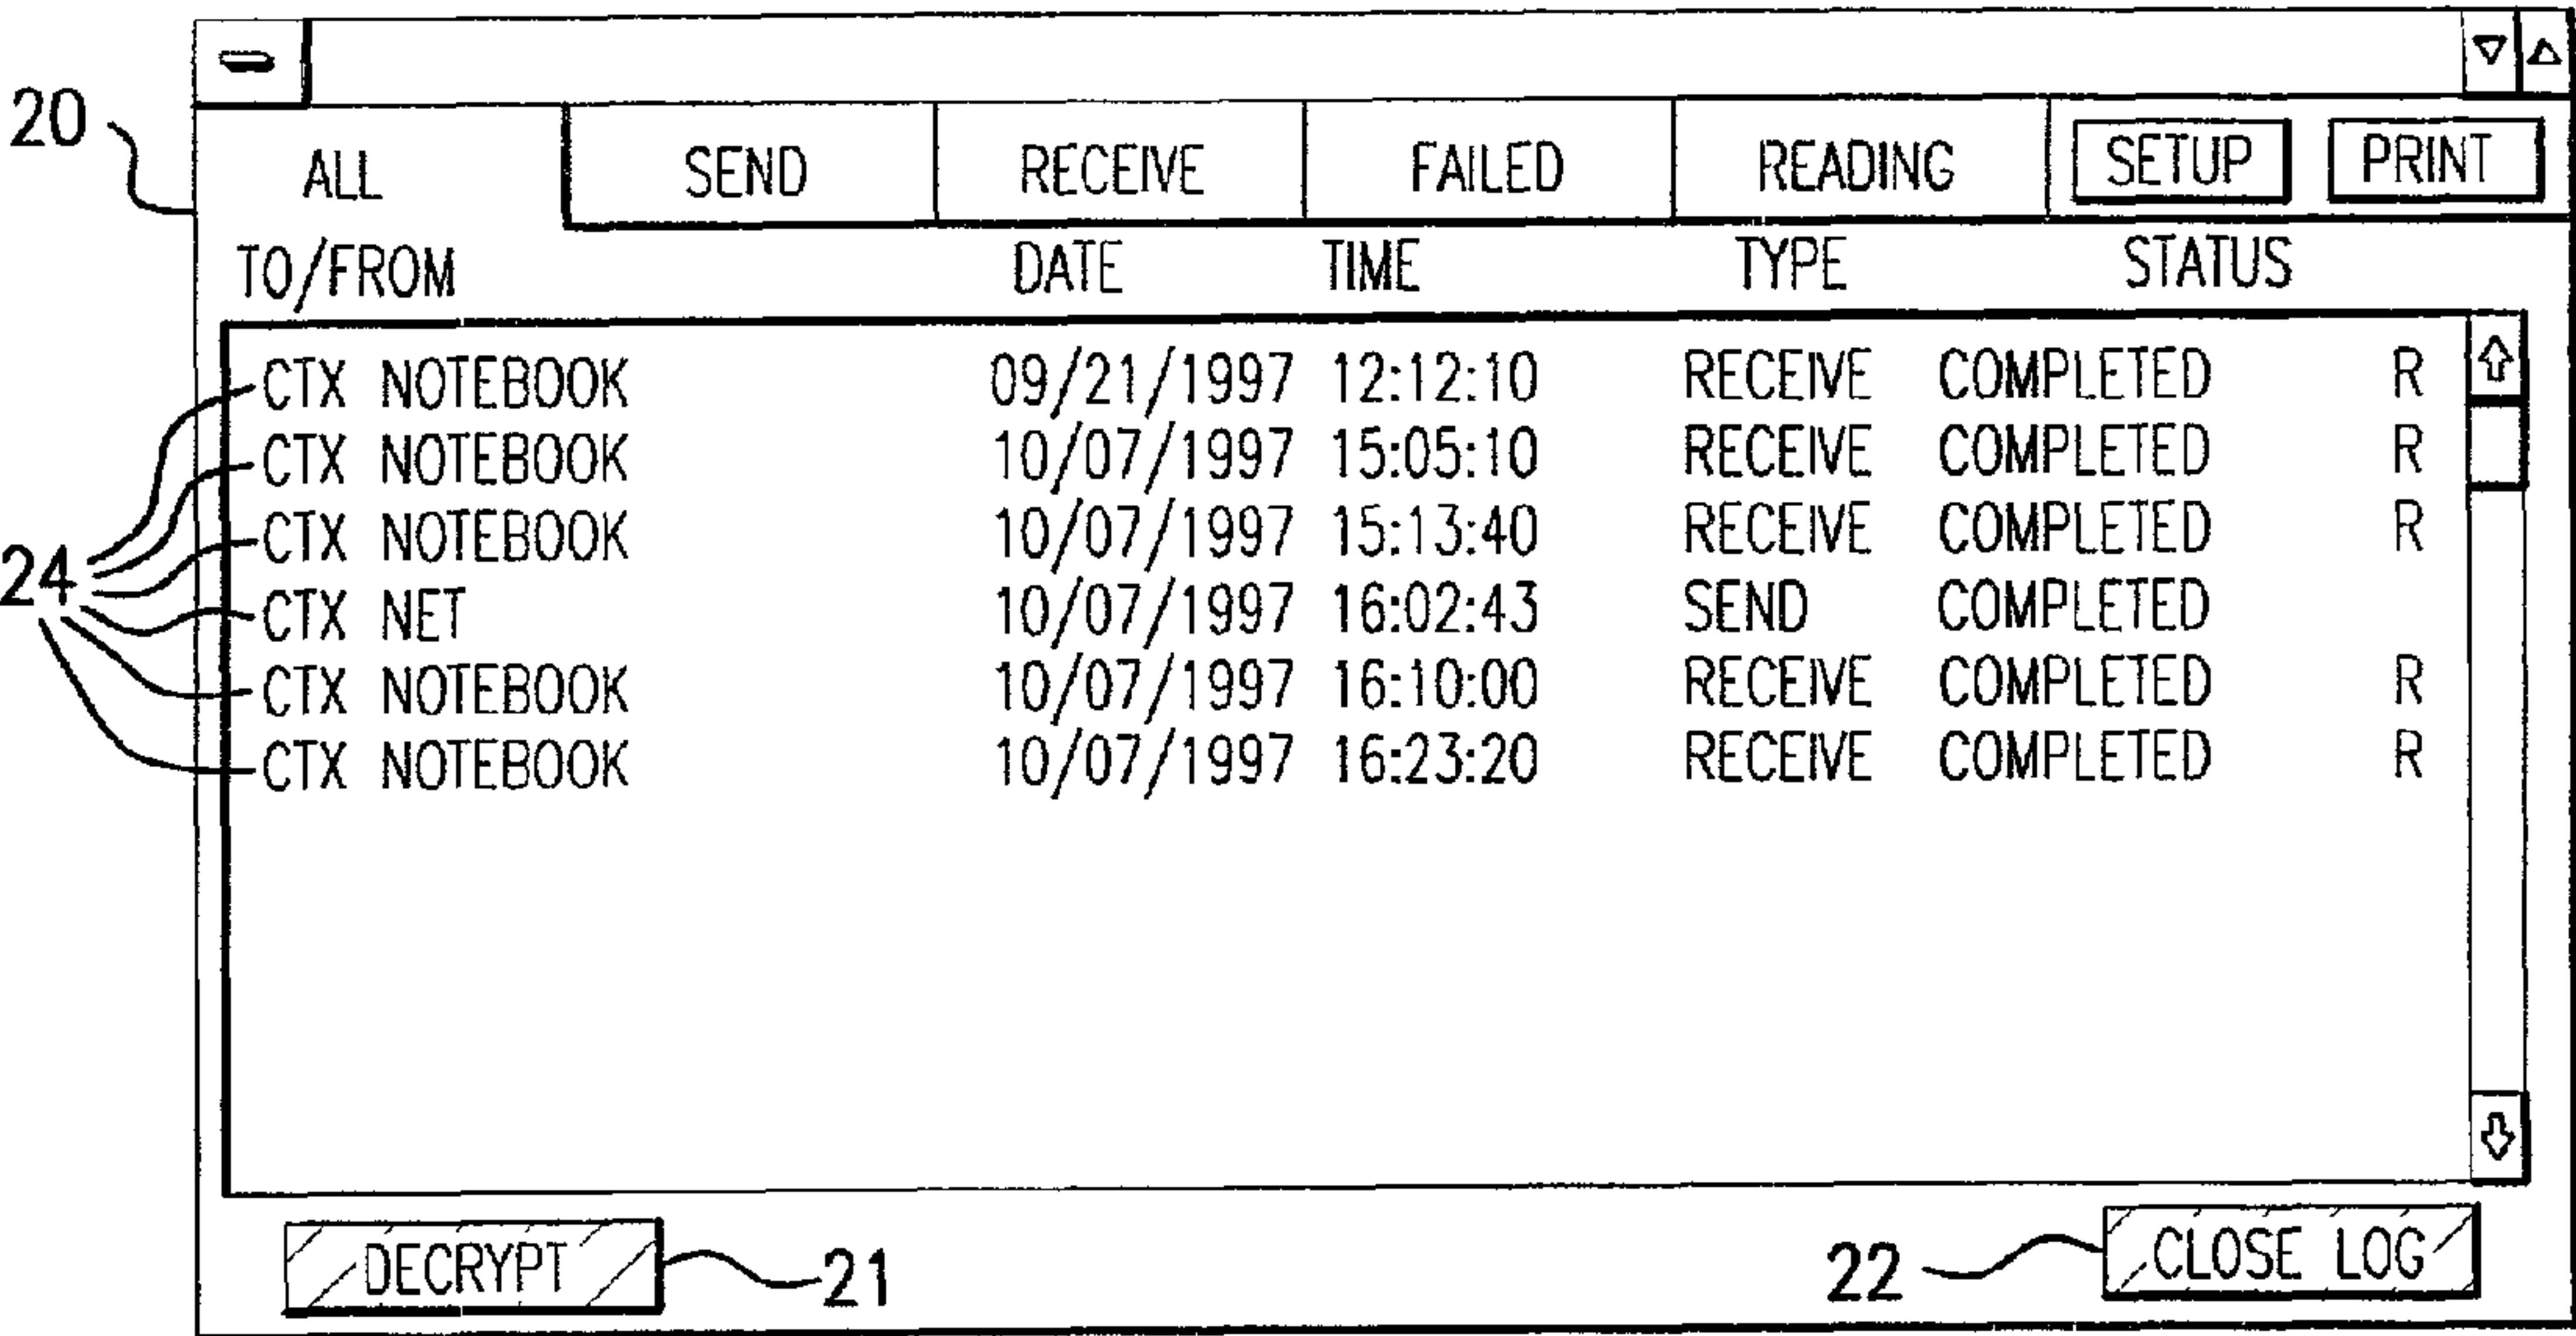 20
ALL SEND RECEIVE FAILED READING SETUP PRINT
TO/FROM DATE TIME TYPE STATUS
CTX NOTEBOOK 09/21/1997 12:12:10 RECEIVE COMPLETED R
CTX NOTEBOOK 10/07/1997 15:05:10 RECEIVE COMPLETED R
CTX NOTEBOOK 10/07/1997 15:13:40 RECEIVE COMPLETED R
24 CTX NET 10/07/1997 16:02:43 SEND COMPLETED
CTX NOTEBOOK 10/07/1997 16:10:00 RECEIVE COMPLETED R
CTX NOTEBOOK 10/07/1997 16:23:20 RECEIVE COMPLETED R
DECRYPT 21 22 CLOSE LOG